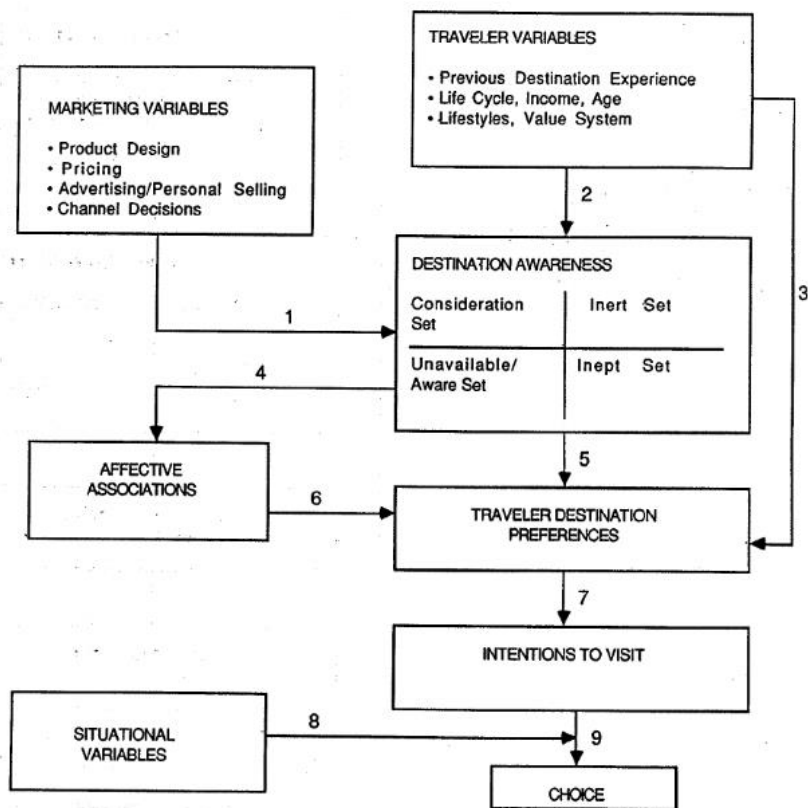 TRAVELER VARIABLES
• Previous Destination Experience
• Life Cycle, Income, Age
• Lifestyles, Value System
MARKETING VARIABLES
• Product Design
• Pricing
• Advertising/Personal Selling
• Channel Decisions
2
3
DESTINATION AWARENESS
Consideration
Set
Inert Set
Unavailable/
Aware Set
Inept Set
1
4
5
AFFECTIVE
ASSOCIATIONS
6
TRAVELER DESTINATION
PREFERENCES
7
INTENTIONS TO VISIT
SITUATIONAL
VARIABLES
8
9
CHOICE